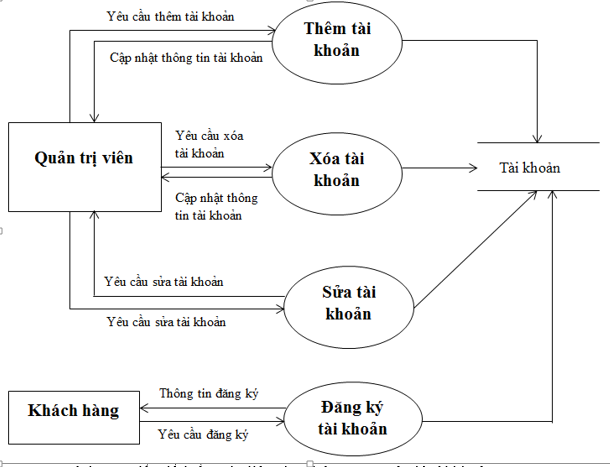 Yêu cầu thêm tài khoản
Thêm tài
khoản
Cập nhật thông tin tài khoản
Quản trị viên
Yêu cầu xóa
tài khoản
Xóa tài
khoản
Tài khoản
Cập nhật thông
tin tài khoản
Yêu cầu sửa tài khoản
Sửa tài
khoản
Yêu cầu sửa tài khoản
Thông tin đăng ký
Khách hàng
Đăng ký
tài khoản
Yêu cầu đăng ký